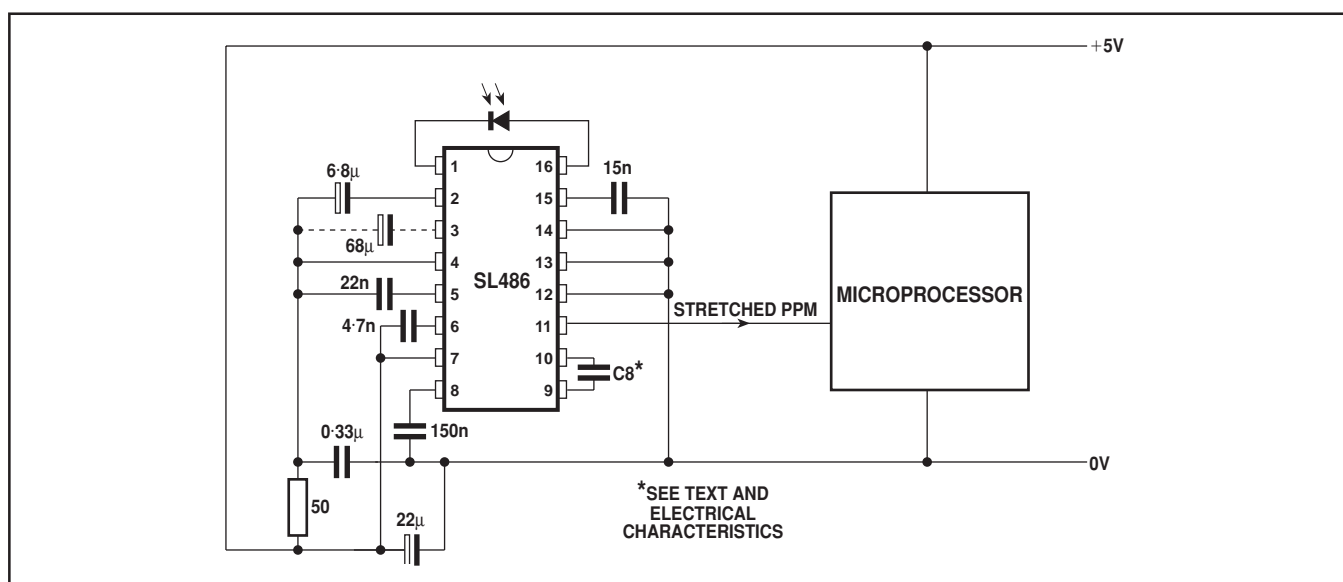 +5V
1
16
6·8µ
15n
2
15
3
14
68µ
4
13
SL486
MICROPROCESSOR
22n
5
12
STRETCHED PPM
4·7n
6
11
7
10
C8*
8
9
0·33µ
150n
0V
*SEE TEXT AND
ELECTRICAL
CHARACTERISTICS
50
22µ